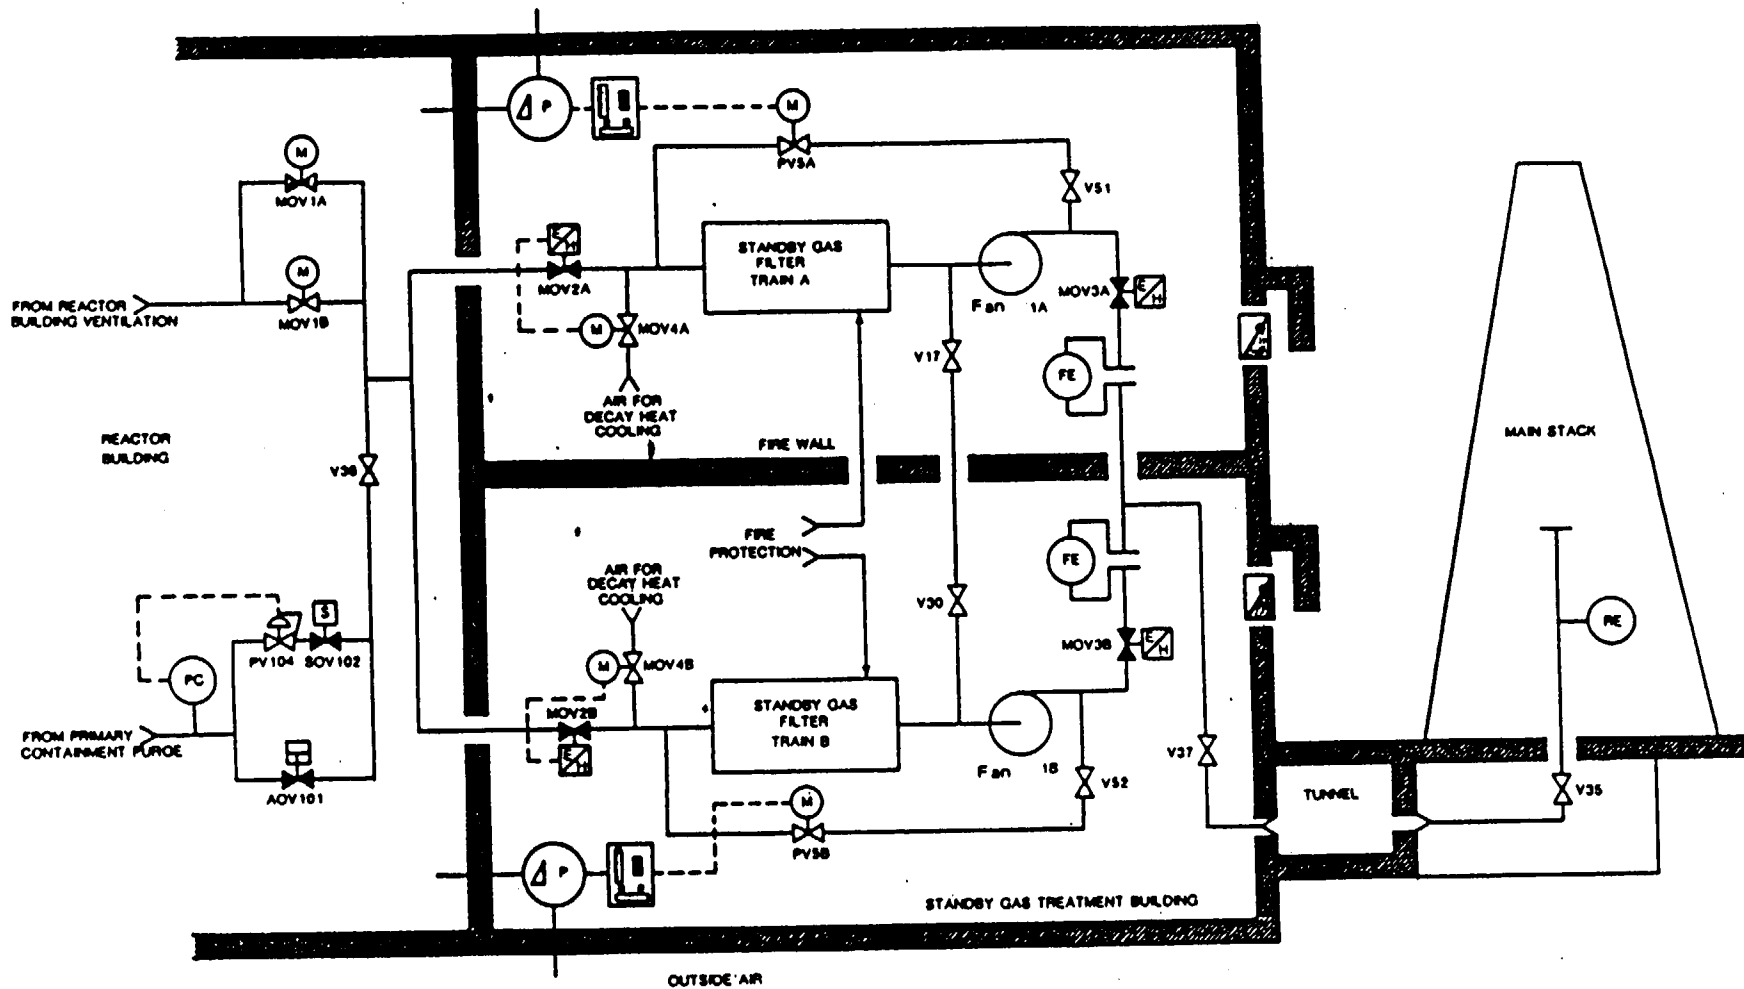 Δ P
M
PV5A
M
MOV1A
V51
E/H
STANDBY GAS
FILTER
TRAIN A
MOV2A
M
MOV1B
FROM REACTOR
BUILDING VENTILATION
M
MOV4A
Fan 1A
MOV3A
E/H
V17
FE
AIR FOR
DECAY HEAT
COOLING
FIRE WALL
REACTOR
BUILDING
V36
MAIN STACK
FIRE
PROTECTION
AIR FOR
DECAY HEAT
COOLING
FE
V30
S
PV104
SOV102
RE
PC
M
MOV4B
MOV3B
E/H
MOV2B
E/H
STANDBY GAS
FILTER
TRAIN B
FROM PRIMARY
CONTAINMENT PURGE
Fan 1B
V52
V37
AOV101
TUNNEL
V35
M
PV5B
Δ P
STANDBY GAS TREATMENT BUILDING
OUTSIDE AIR